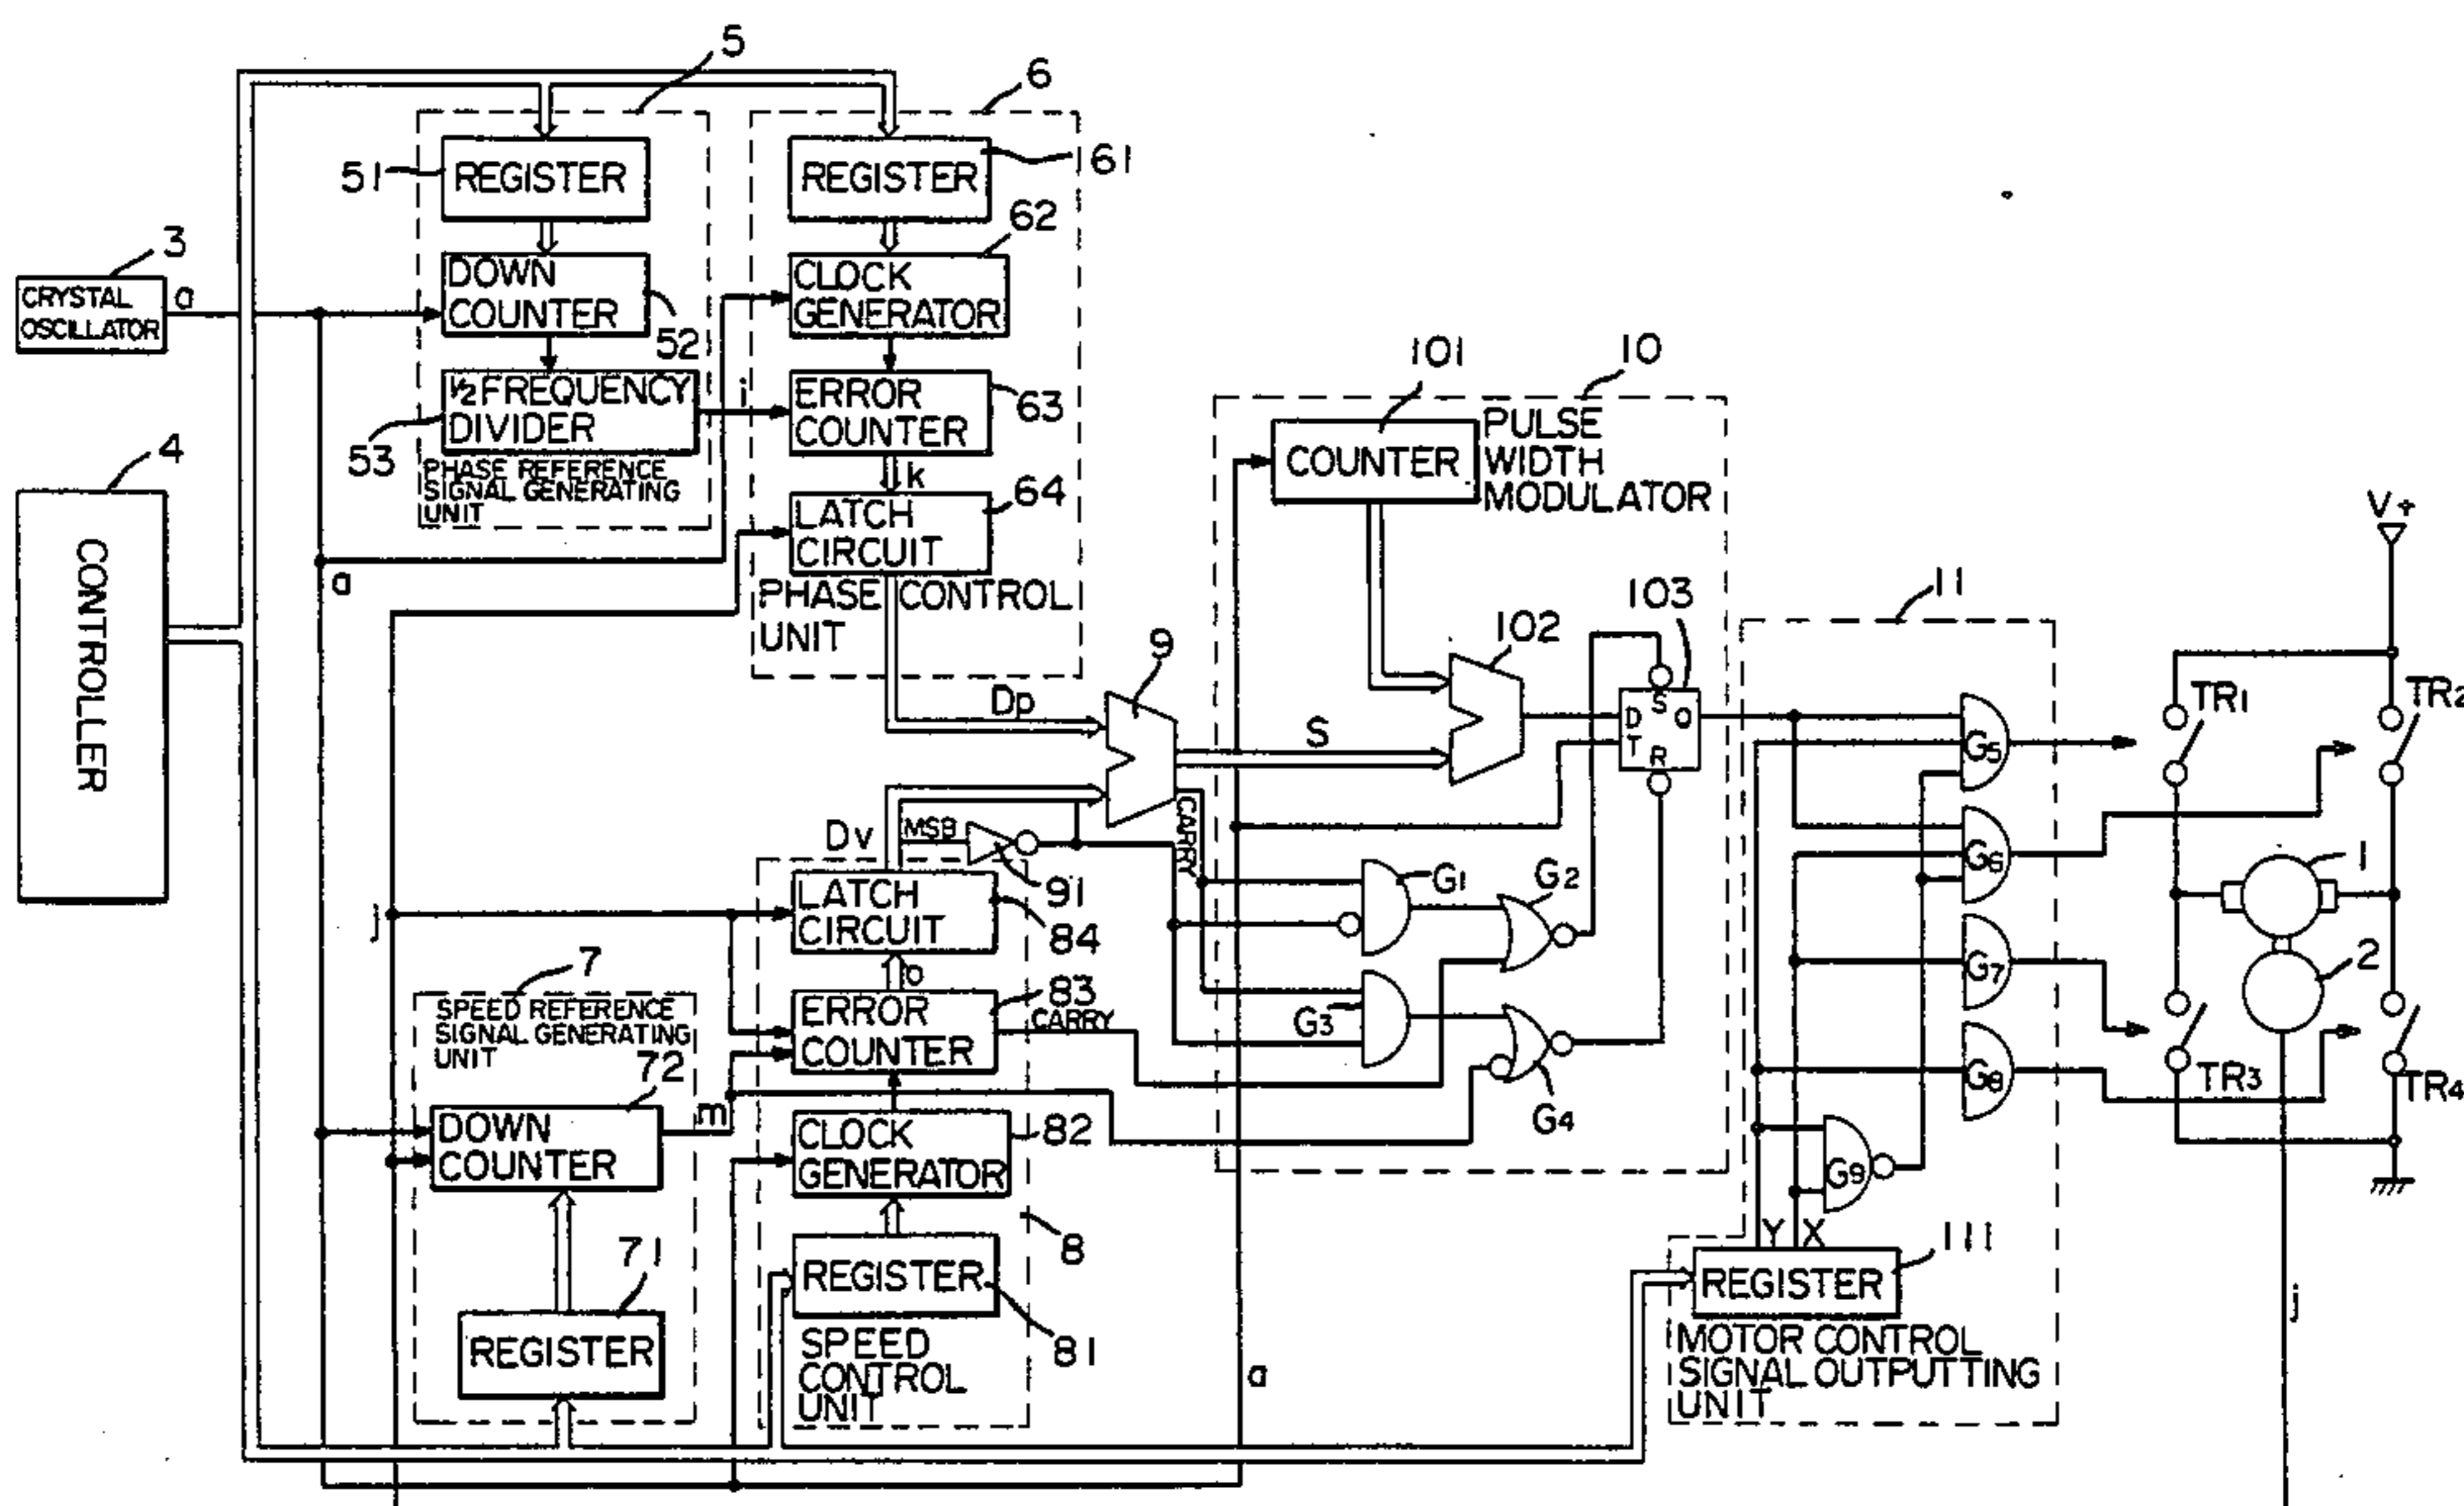 5
6
51
REGISTER
REGISTER
61
62
3
CRYSTAL
OSCILLATOR
a
DOWN
COUNTER
52
CLOCK
GENERATOR
1/2 FREQUENCY
DIVIDER
53
i
ERROR
COUNTER
63
PHASE REFERENCE
SIGNAL GENERATING
UNIT
k
LATCH
CIRCUIT
64
PHASE CONTROL
UNIT
4
CONTROLLER
a
101
10
COUNTER
PULSE
WIDTH
MODULATOR
102
103
9
Dp
S
D
S
Q
T
R
11
V+
TR1
TR2
G5
G6
G7
G8
G9
1
2
TR3
TR4
Dv
MSB
91
CARRY
G1
G2
G3
G4
j
LATCH
CIRCUIT
84
o
ERROR
COUNTER
83
CARRY
7
SPEED REFERENCE
SIGNAL GENERATING
UNIT
72
DOWN
COUNTER
m
CLOCK
GENERATOR
82
8
71
REGISTER
REGISTER
81
SPEED
CONTROL
UNIT
a
Y
X
111
REGISTER
MOTOR CONTROL
SIGNAL OUTPUTTING
UNIT
j